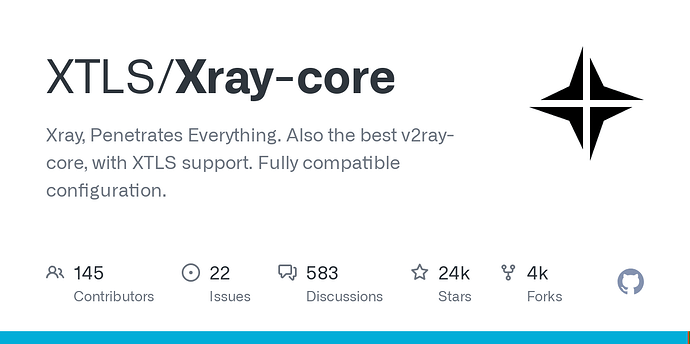 XTLS/Xray-core
Xray, Penetrates Everything. Also the best v2ray-
core, with XTLS support. Fully compatible
configuration.
145 22 583 24k 4k
Contributors Issues Discussions Stars Forks